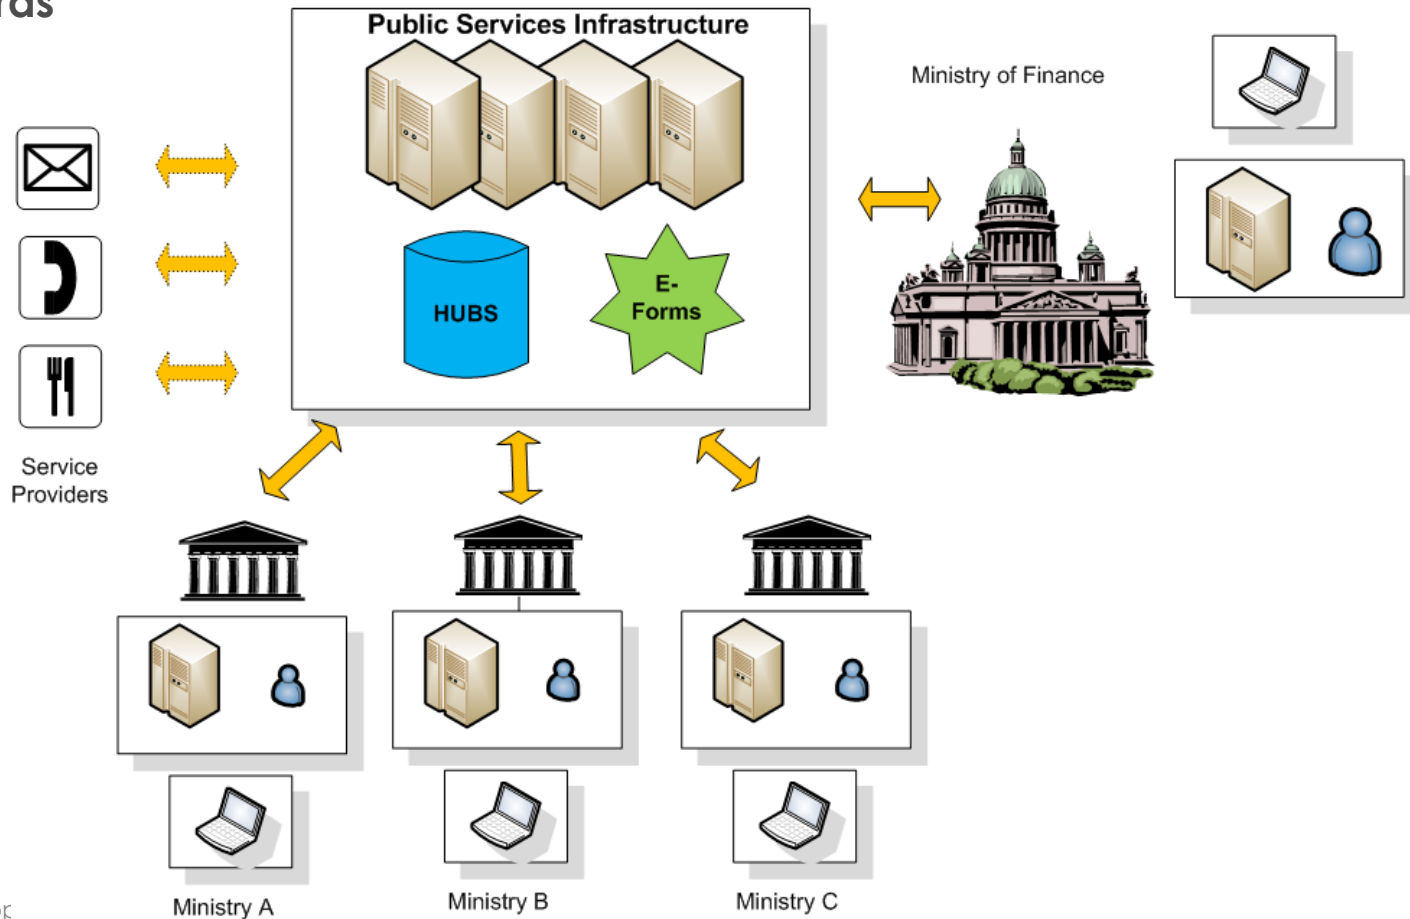 Public Services Infrastructure
Ministry of Finance
HUBS
E-
Forms
Service
Providers
Ministry A
Ministry B
Ministry C